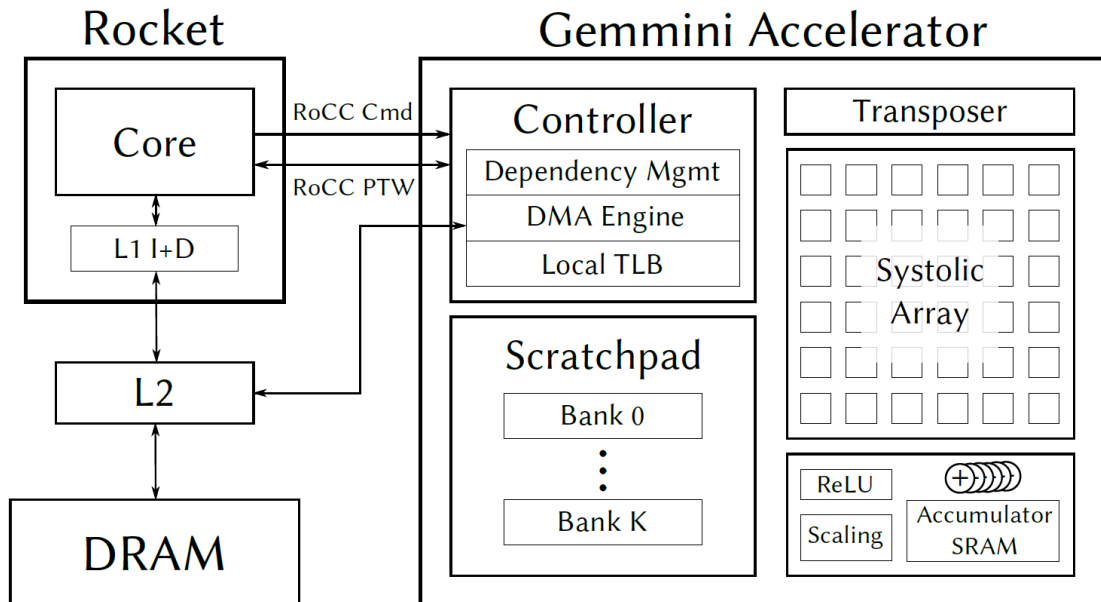 Rocket
Gemmini Accelerator
Core
RoCC Cmd
RoCC PTW
L1 I+D
L2
DRAM
Controller
Dependency Mgmt
DMA Engine
Local TLB
Scratchpad
Bank 0
Bank K
Transposer
Systolic
Array
ReLU
+
Scaling
Accumulator
SRAM